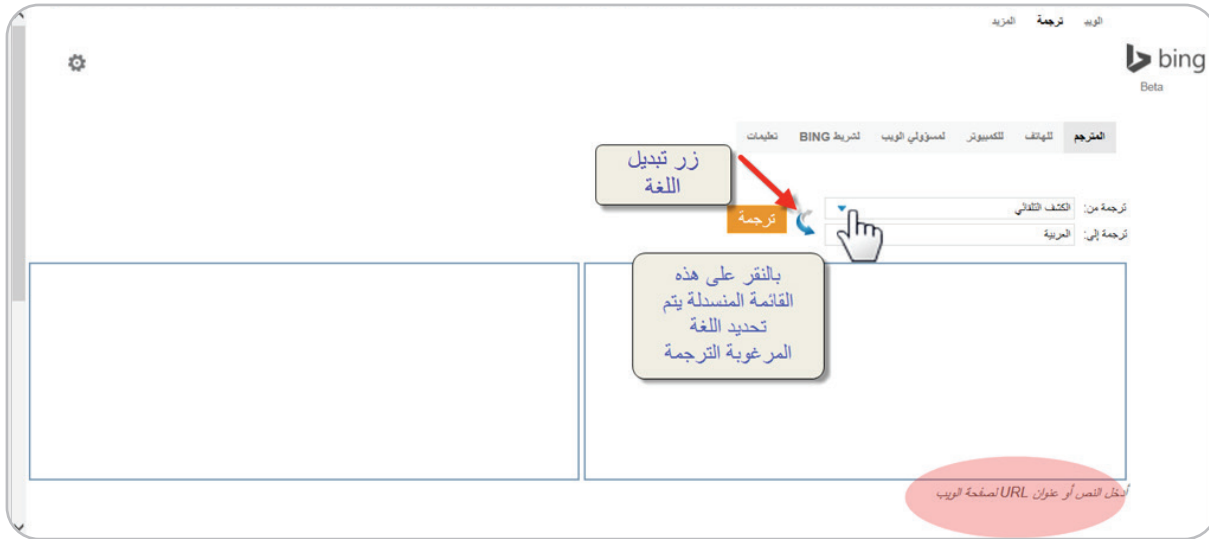 الويب ترجمة المزيد
bing
Beta
المترجم للهاتف للكمبيوتر لمسؤولي الويب لشريط BING تعليمات
زر تبديل
اللغة
ترجمة من: الكشف التلقائي
ترجمة
ترجمة إلى: العربية
بالنقر على هذه
القائمة المنسدلة يتم
تحديد اللغة
المرغوبة الترجمة
أدخل النص أو عنوان URL لصفحة الويب